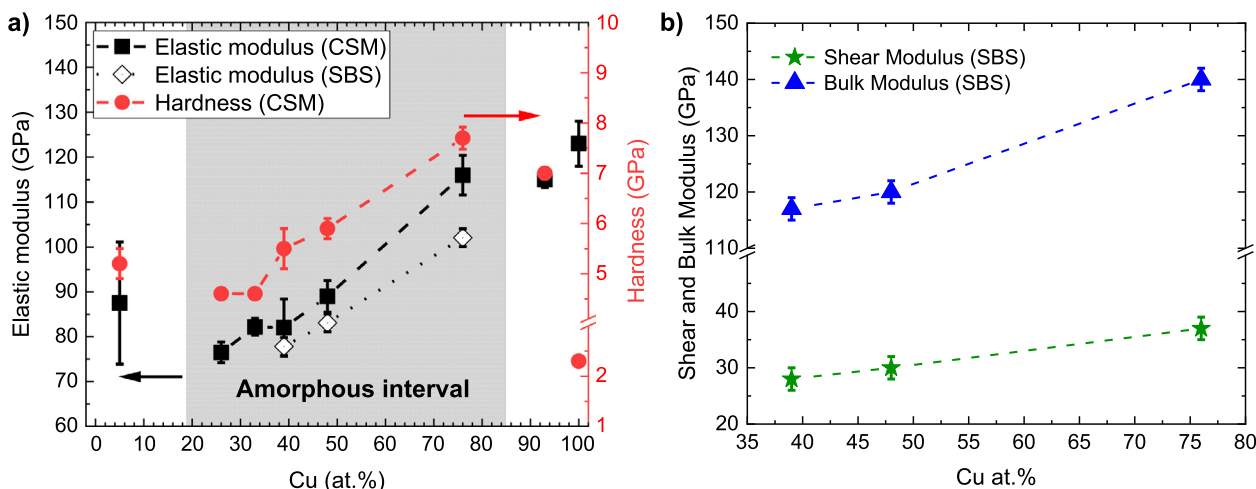 a)
Elastic modulus (CSM)
Elastic modulus (SBS)
Hardness (CSM)
Amorphous interval
Elastic modulus (GPa)
150
140
130
120
110
100
90
80
70
60
0 10 20 30 40 50 60 70 80 90 100
Cu (at.%)
10
9
8
7
6
5
2
1
Hardness (GPa)
b)
Shear Modulus (SBS)
Bulk Modulus (SBS)
Shear and Bulk Modulus (GPa)
150
140
130
120
110
40
30
20
35 40 45 50 55 60 65 70 75 80
Cu at.%